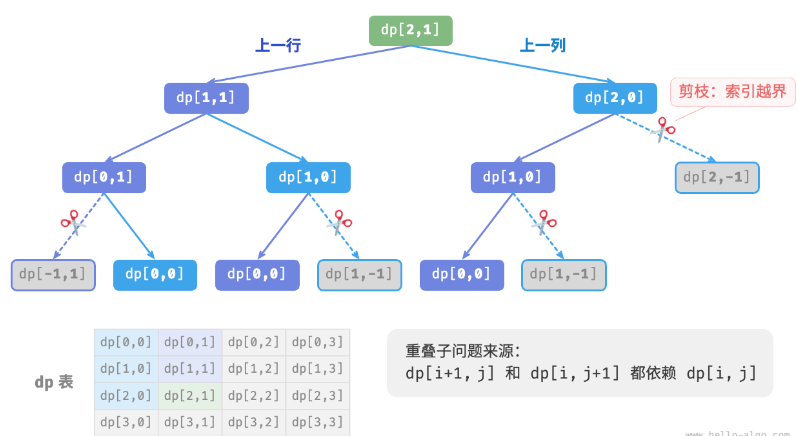 dp[2,1]
上一行
上一列
dp[1,1]
dp[2,0]
剪枝：索引越界
dp[0,1]
dp[1,0]
dp[1,0]
dp[2,-1]
dp[-1,1]
dp[0,0]
dp[0,0]
dp[1,-1]
dp[0,0]
dp[1,-1]
dp 表
dp[0,0] dp[0,1] dp[0,2] dp[0,3]
dp[1,0] dp[1,1] dp[1,2] dp[1,3]
dp[2,0] dp[2,1] dp[2,2] dp[2,3]
dp[3,0] dp[3,1] dp[3,2] dp[3,3]
重叠子问题来源：
dp[i+1, j] 和 dp[i, j+1] 都依赖 dp[i, j]
www.hello-algo.com